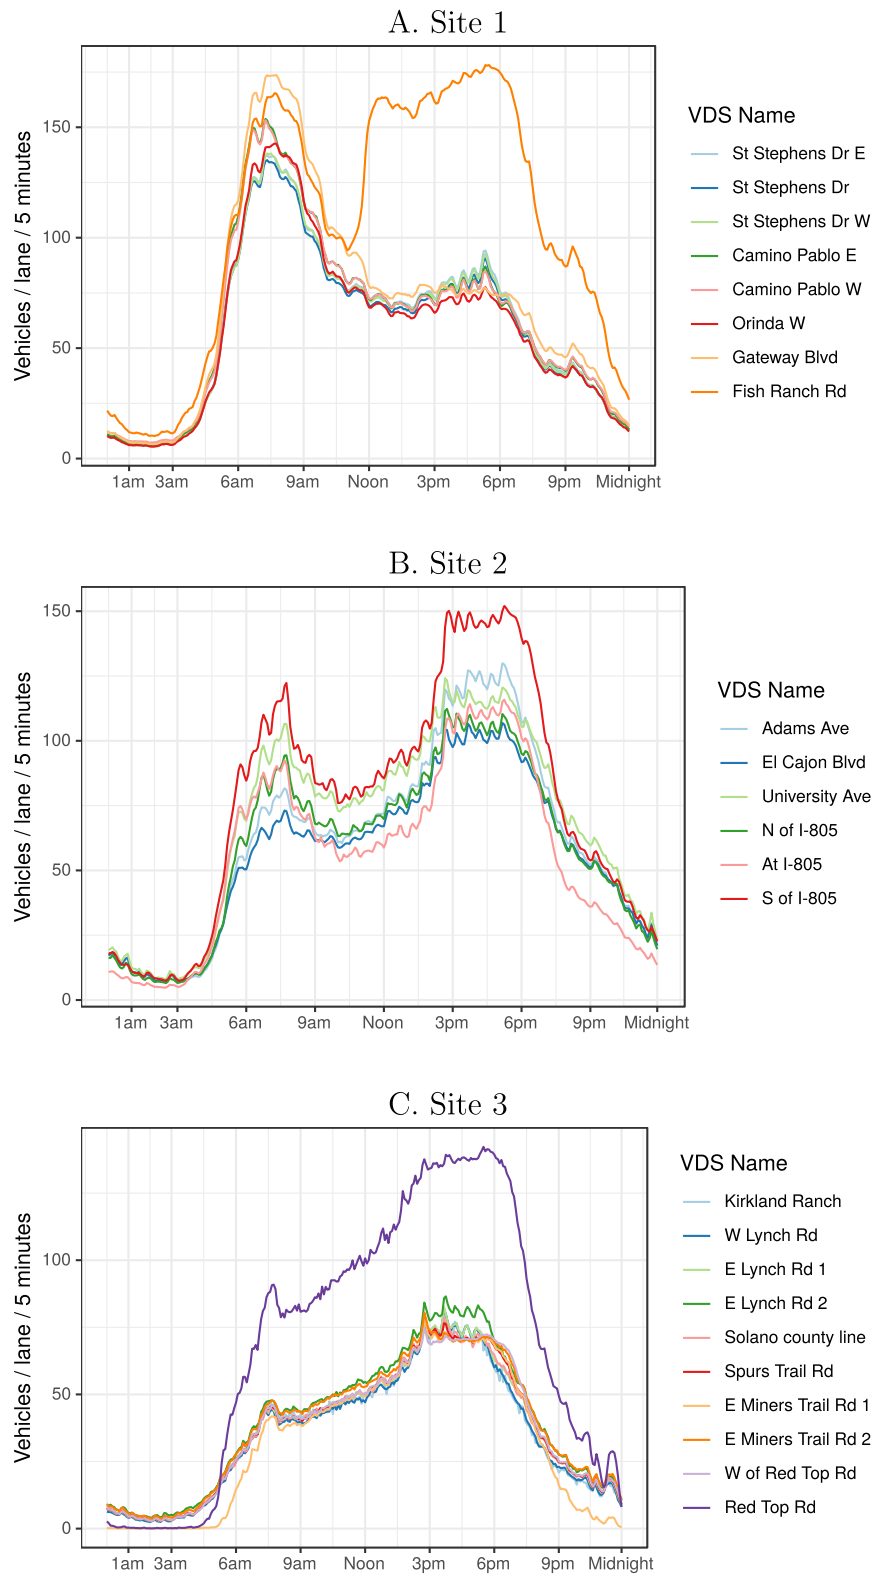 A. Site 1
Vehicles / lane / 5 minutes
150
100
50
0
1am 3am 6am 9am Noon 3pm 6pm 9pm Midnight
VDS Name
St Stephens Dr E
St Stephens Dr
St Stephens Dr W
Camino Pablo E
Camino Pablo W
Orinda W
Gateway Blvd
Fish Ranch Rd
B. Site 2
Vehicles / lane / 5 minutes
150
100
50
0
1am 3am 6am 9am Noon 3pm 6pm 9pm Midnight
VDS Name
Adams Ave
El Cajon Blvd
University Ave
N of I-805
At I-805
S of I-805
C. Site 3
Vehicles / lane / 5 minutes
100
50
0
1am 3am 6am 9am Noon 3pm 6pm 9pm Midnight
VDS Name
Kirkland Ranch
W Lynch Rd
E Lynch Rd 1
E Lynch Rd 2
Solano county line
Spurs Trail Rd
E Miners Trail Rd 1
E Miners Trail Rd 2
W of Red Top Rd
Red Top Rd